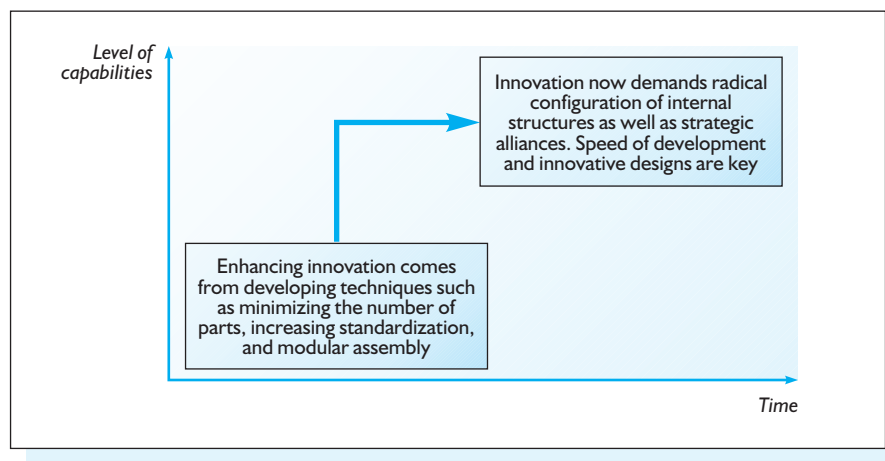 Level of
capabilities
Innovation now demands radical
configuration of internal
structures as well as strategic
alliances. Speed of development
and innovative designs are key
Enhancing innovation comes
from developing techniques such
as minimizing the number of
parts, increasing standardization,
and modular assembly
Time